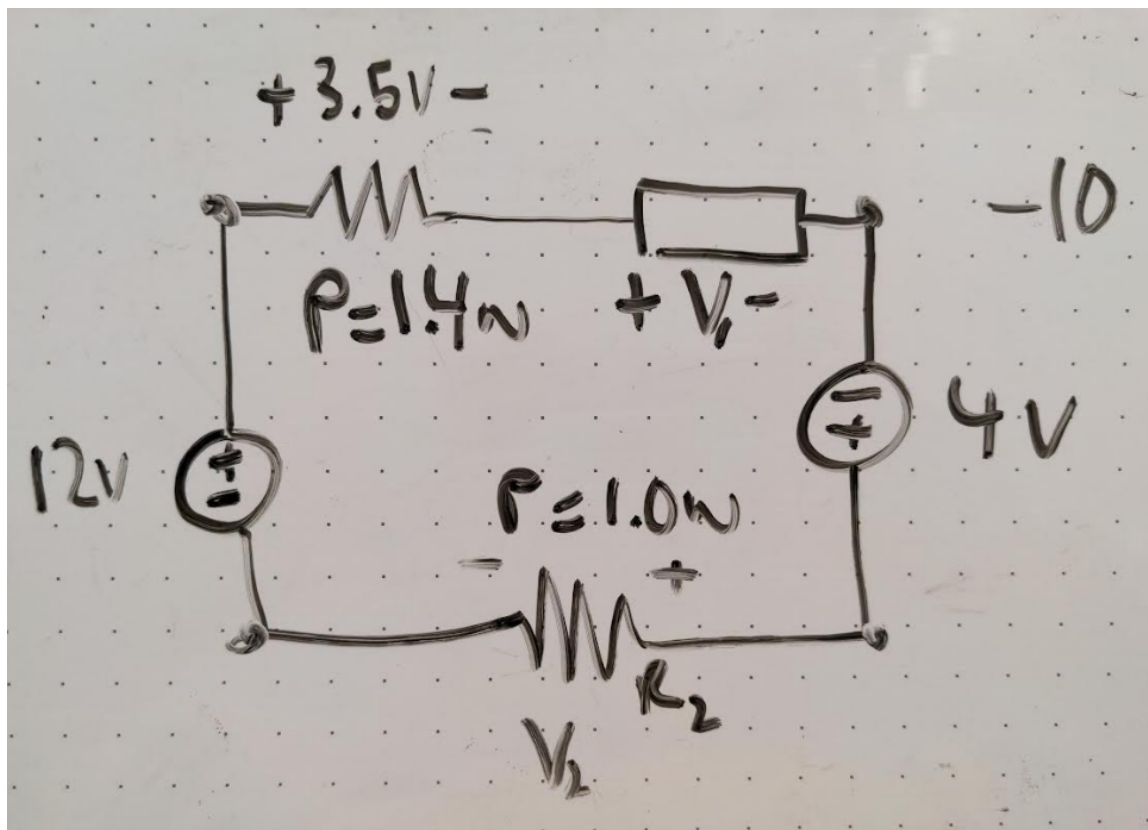 + 3.5V -
-10
P=1.4W
+ V₁ -
12V
+
-
-
+
4V
P=1.0W
-
+
R₂
V₂